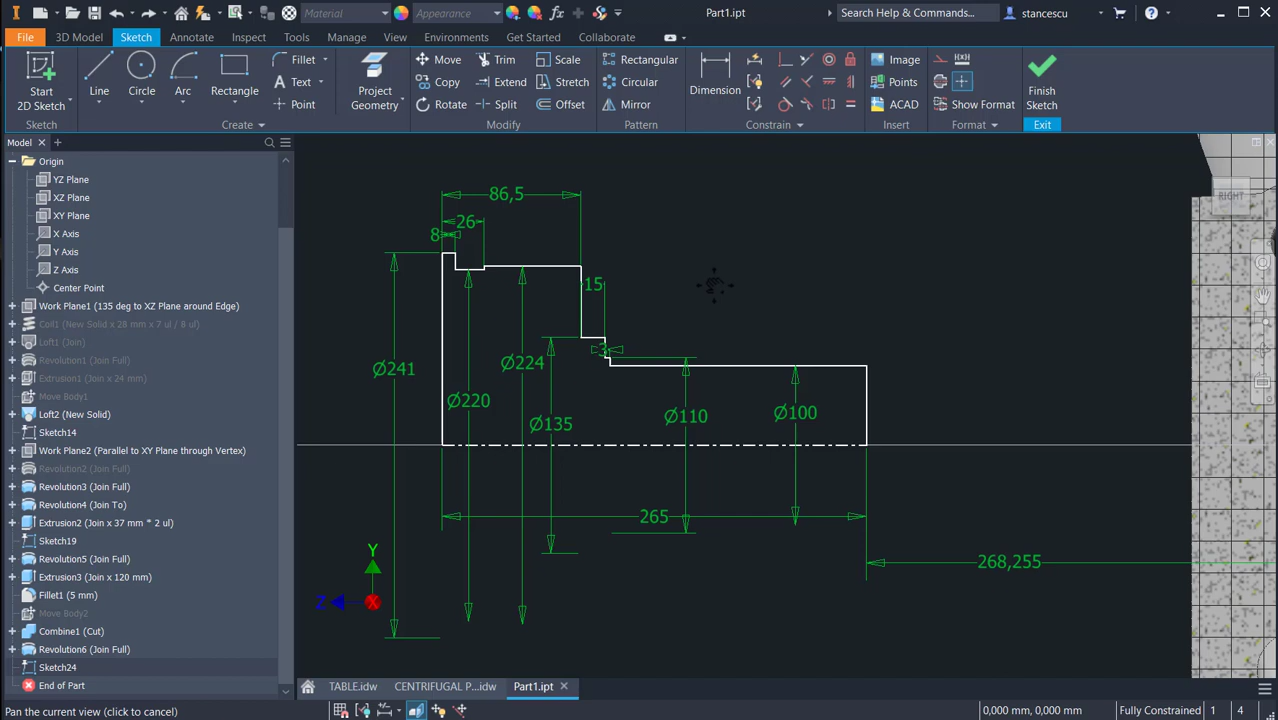 Material
Appearance
Part1.ipt
Search Help & Commands...
stancescu
File
3D Model
Sketch
Annotate
Inspect
Tools
Manage
View
Environments
Get Started
Collaborate
Start
2D Sketch
Line
Circle
Arc
Rectangle
Fillet
Text
Point
Project
Geometry
Move
Copy
Rotate
Trim
Extend
Split
Scale
Stretch
Offset
Rectangular
Circular
Mirror
Dimension
Image
Points
ACAD
Show Format
Finish
Sketch
Sketch
Create
Modify
Pattern
Constrain
Insert
Format
Exit
Model
Origin
YZ Plane
XZ Plane
XY Plane
X Axis
Y Axis
Z Axis
Center Point
Work Plane1 (135 deg to XZ Plane around Edge)
Coil1 (New Solid x 28 mm x 7 ul / 8 ul)
Loft1 (Join)
Revolution1 (Join Full)
Extrusion1 (Join x 24 mm)
Move Body1
Loft2 (New Solid)
Sketch14
Work Plane2 (Parallel to XY Plane through Vertex)
Revolution2 (Join Full)
Revolution3 (Join Full)
Revolution4 (Join To)
Extrusion2 (Join x 37 mm * 2 ul)
Sketch19
Revolution5 (Join Full)
Extrusion3 (Join x 120 mm)
Fillet1 (5 mm)
Move Body2
Combine1 (Cut)
Revolution6 (Join Full)
Sketch24
End of Part
86,5
26
8
15
3
Ø241
Ø220
Ø224
Ø135
Ø110
Ø100
265
268,255
Y
Z
X
RIGHT
TABLE.idw
CENTRIFUGAL P...idw
Part1.ipt
Pan the current view (click to cancel)
0,000 mm, 0,000 mm
Fully Constrained
1
4